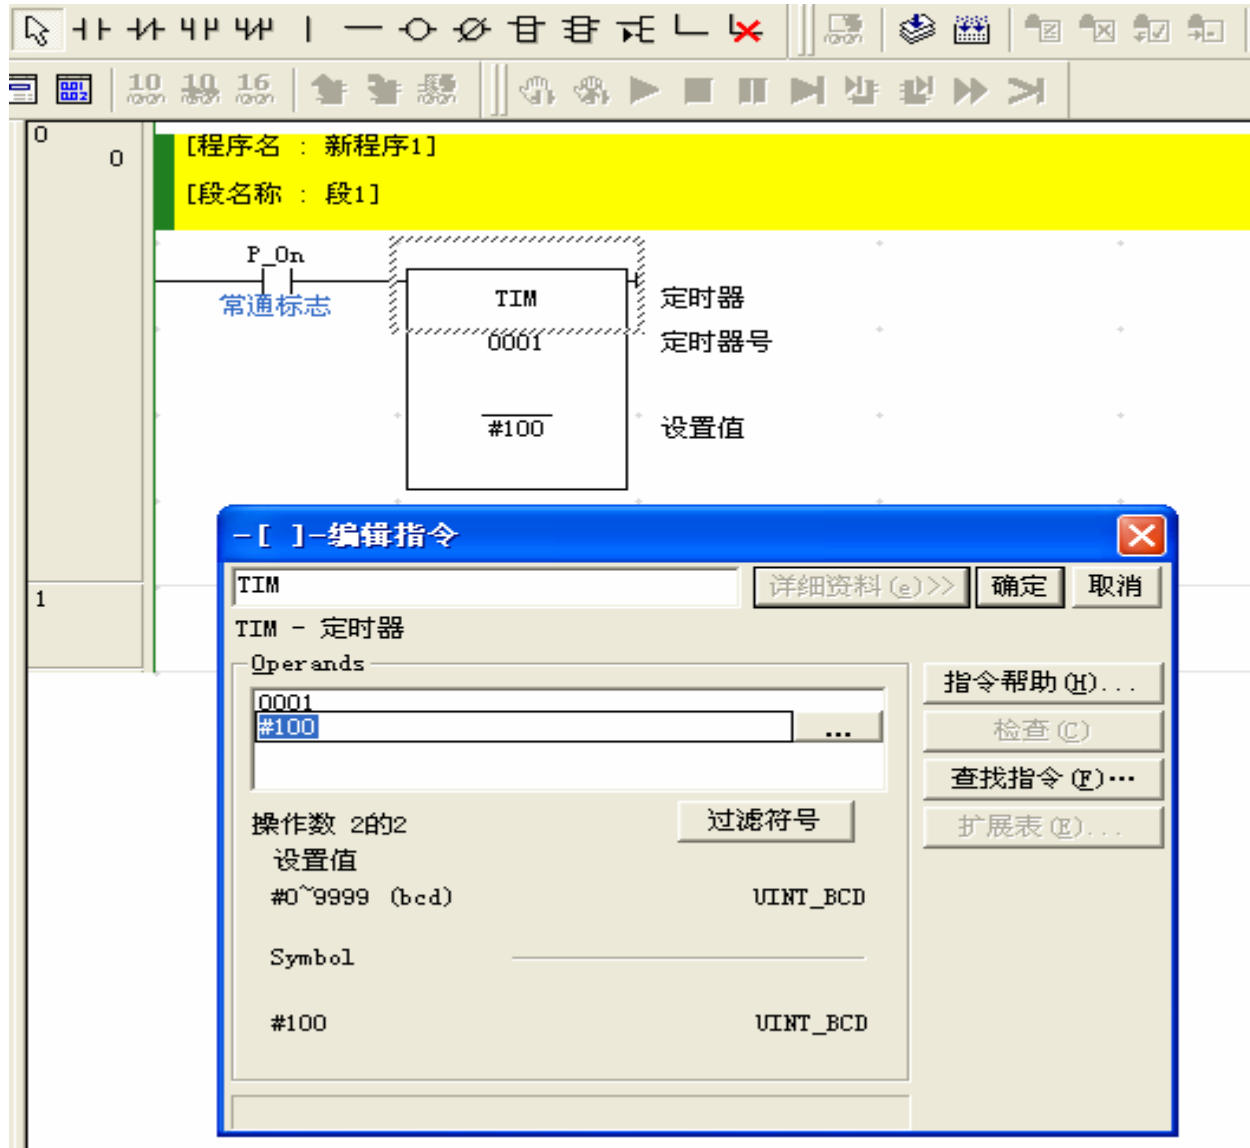 10 10 16
0
0
[程序名 : 新程序1]
[段名称 : 段1]
P_On
常通标志
TIM
定时器
0001
定时器号
#100
设置值
1
-[ ]-编辑指令
TIM
详细资料(e)>>
确定
取消
TIM - 定时器
Operands
0001
#100
...
指令帮助(H)...
检查(C)
查找指令(F)…
扩展表(E)...
操作数 2的2
过滤符号
设置值
#0~9999 (bcd)
UINT_BCD
Symbol
#100
UINT_BCD